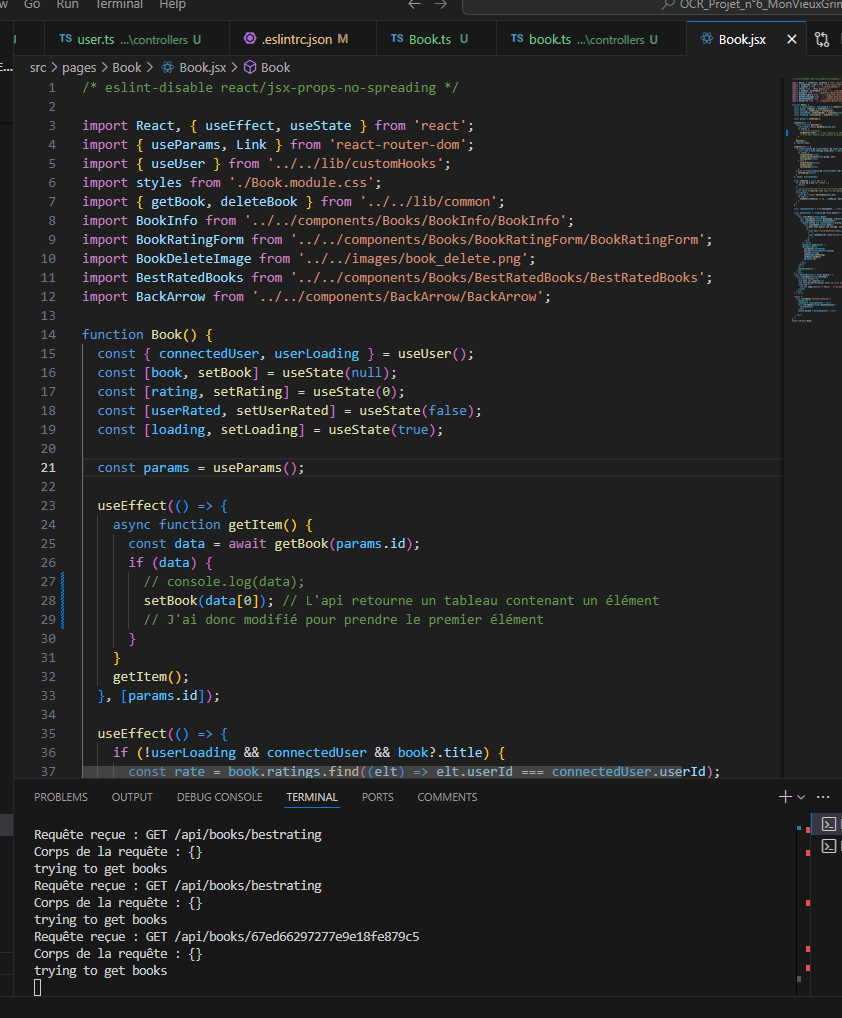 Go Run Terminal Help OCR_Projet_n°6_MonVieuxGrin
TS user.ts ...\controllers U .eslintrc.json M TS Book.ts U TS book.ts ...\controllers U Book.jsx
src > pages > Book > Book.jsx > Book
1 /* eslint-disable react/jsx-props-no-spreading */
2
3 import React, { useEffect, useState } from 'react';
4 import { useParams, Link } from 'react-router-dom';
5 import { useUser } from '../../lib/customHooks';
6 import styles from './Book.module.css';
7 import { getBook, deleteBook } from '../../lib/common';
8 import BookInfo from '../../components/Books/BookInfo/BookInfo';
9 import BookRatingForm from '../../components/Books/BookRatingForm/BookRatingForm';
10 import BookDeleteImage from '../../images/book_delete.png';
11 import BestRatedBooks from '../../components/Books/BestRatedBooks/BestRatedBooks';
12 import BackArrow from '../../components/BackArrow/BackArrow';
13
14 function Book() {
15 const { connectedUser, userLoading } = useUser();
16 const [book, setBook] = useState(null);
17 const [rating, setRating] = useState(0);
18 const [userRated, setUserRated] = useState(false);
19 const [loading, setLoading] = useState(true);
20
21 const params = useParams();
22
23 useEffect(() => {
24 async function getItem() {
25 const data = await getBook(params.id);
26 if (data) {
27 // console.log(data);
28 setBook(data[0]); // L'api retourne un tableau contenant un élément
29 // J'ai donc modifié pour prendre le premier élément
30 }
31 }
32 getItem();
33 }, [params.id]);
34
35 useEffect(() => {
36 if (!userLoading && connectedUser && book?.title) {
37 const rate = book.ratings.find((elt) => elt.userId === connectedUser.userId);
PROBLEMS OUTPUT DEBUG CONSOLE TERMINAL PORTS COMMENTS
Requête reçue : GET /api/books/bestrating
Corps de la requête : {}
trying to get books
Requête reçue : GET /api/books/bestrating
Corps de la requête : {}
trying to get books
Requête reçue : GET /api/books/67ed66297277e9e18fe879c5
Corps de la requête : {}
trying to get books